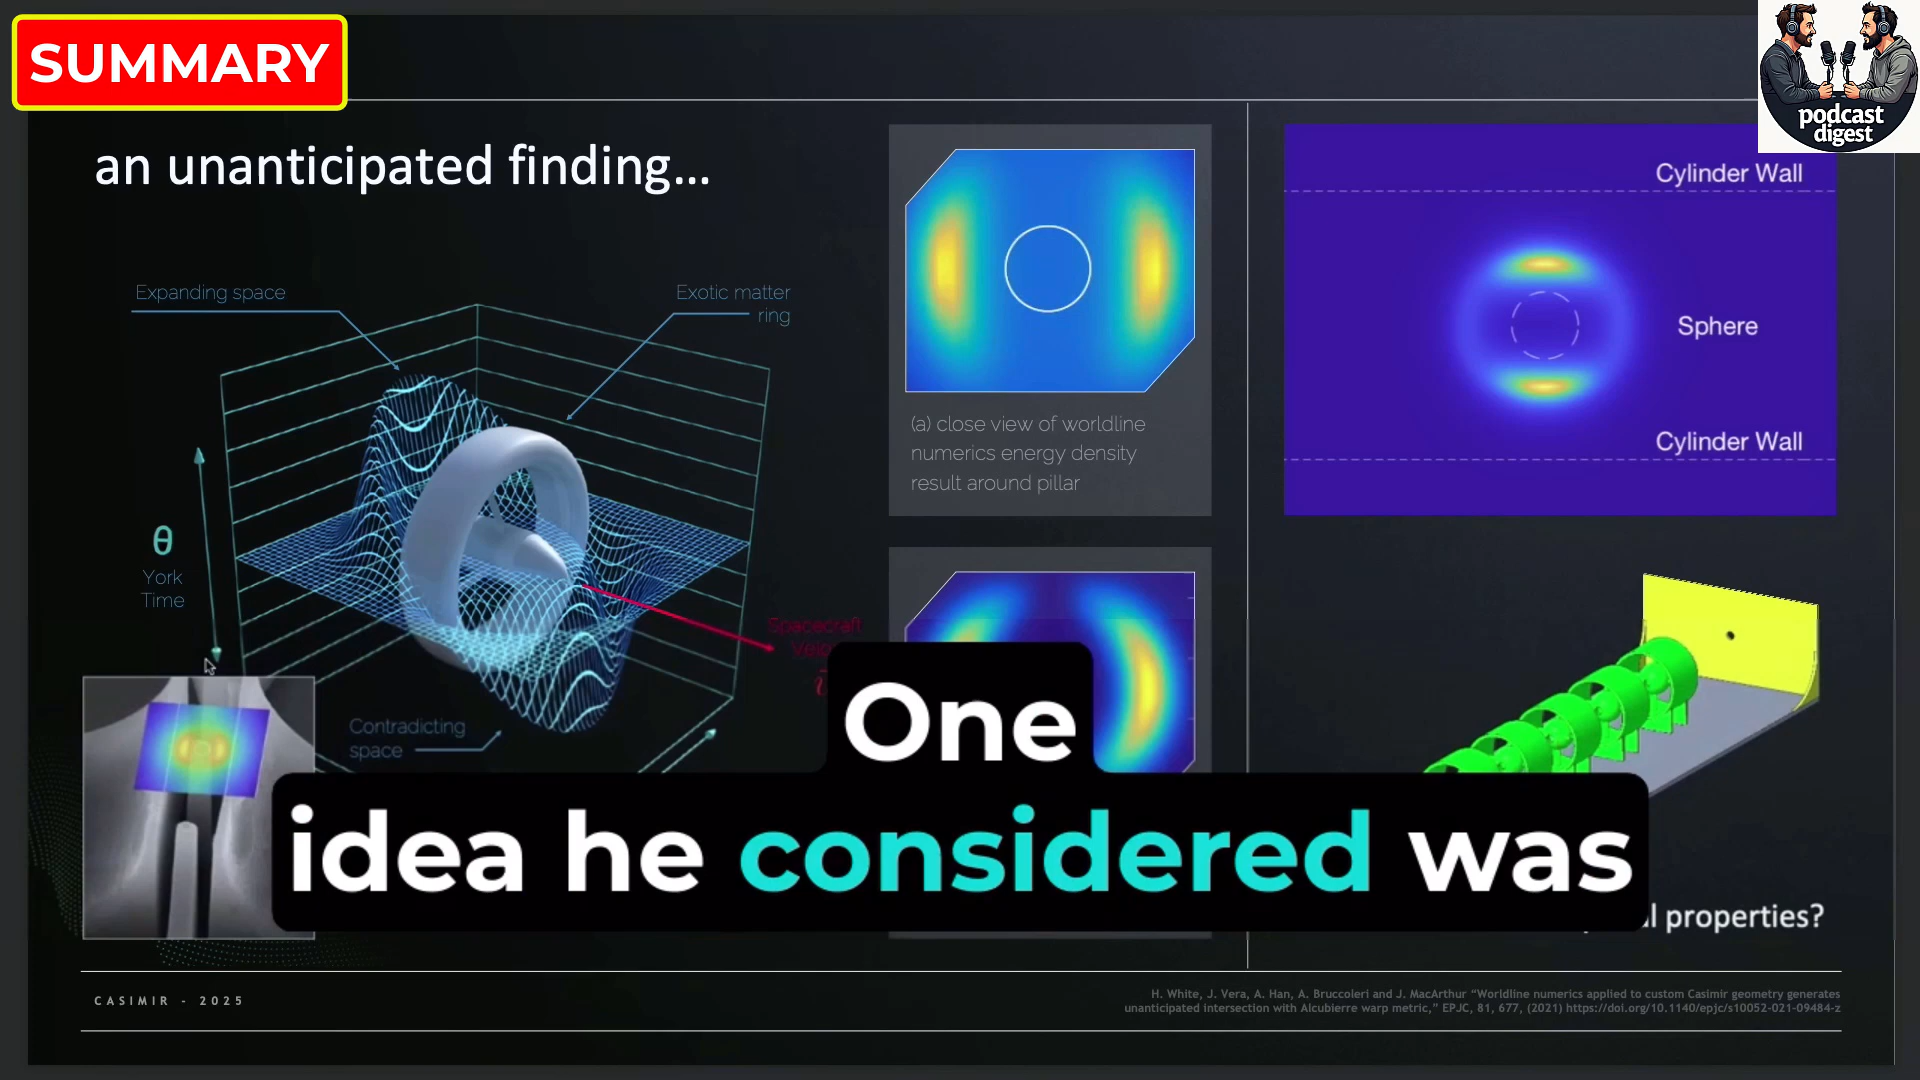 SUMMARY
podcast
digest
an unanticipated finding...
Expanding space
Exotic matter
ring
θ
York
Time
Spacecraft
Contradicting
space
(a) close view of worldline
numerics energy density
result around pillar
Cylinder Wall
Sphere
Cylinder Wall
One
idea he considered was
properties?
CASIMIR - 2025
H. White, J. Vera, A. Han, A. Bruccoleri and J. MacArthur “Worldline numerics applied to custom Casimir geometry generates
unanticipated intersection with Alcubierre warp metric,” EPJC, 81, 677, (2021) https://doi.org/10.1140/epjc/s10052-021-09484-z